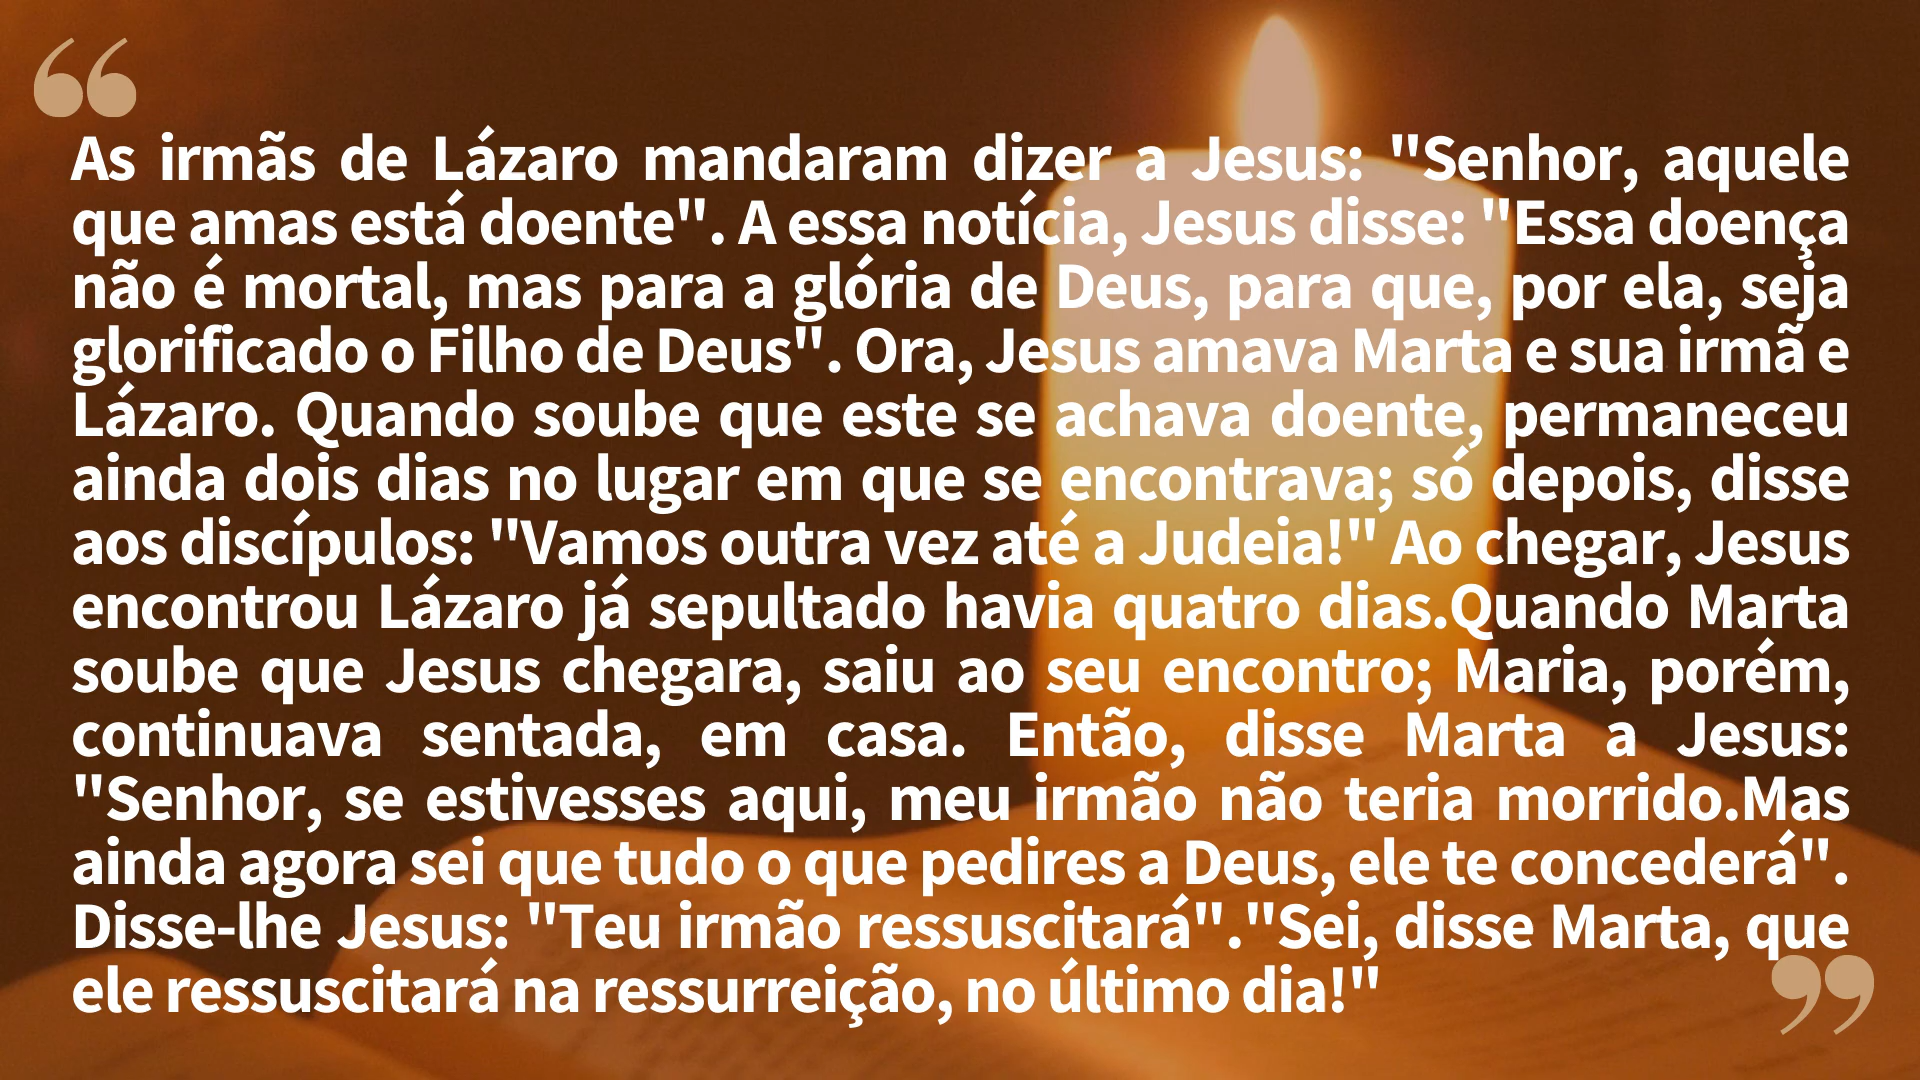 “
As irmãs de Lázaro mandaram dizer a Jesus: "Senhor, aquele
que amas está doente". A essa notícia, Jesus disse: "Essa doença
não é mortal, mas para a glória de Deus, para que, por ela, seja
glorificado o Filho de Deus". Ora, Jesus amava Marta e sua irmã e
Lázaro. Quando soube que este se achava doente, permaneceu
ainda dois dias no lugar em que se encontrava; só depois, disse
aos discípulos: "Vamos outra vez até a Judeia!" Ao chegar, Jesus
encontrou Lázaro já sepultado havia quatro dias.Quando Marta
soube que Jesus chegara, saiu ao seu encontro; Maria, porém,
continuava sentada, em casa. Então, disse Marta a Jesus:
"Senhor, se estivesses aqui, meu irmão não teria morrido.Mas
ainda agora sei que tudo o que pedires a Deus, ele te concederá".
Disse-lhe Jesus: "Teu irmão ressuscitará"."Sei, disse Marta, que
ele ressuscitará na ressurreição, no último dia!"
”